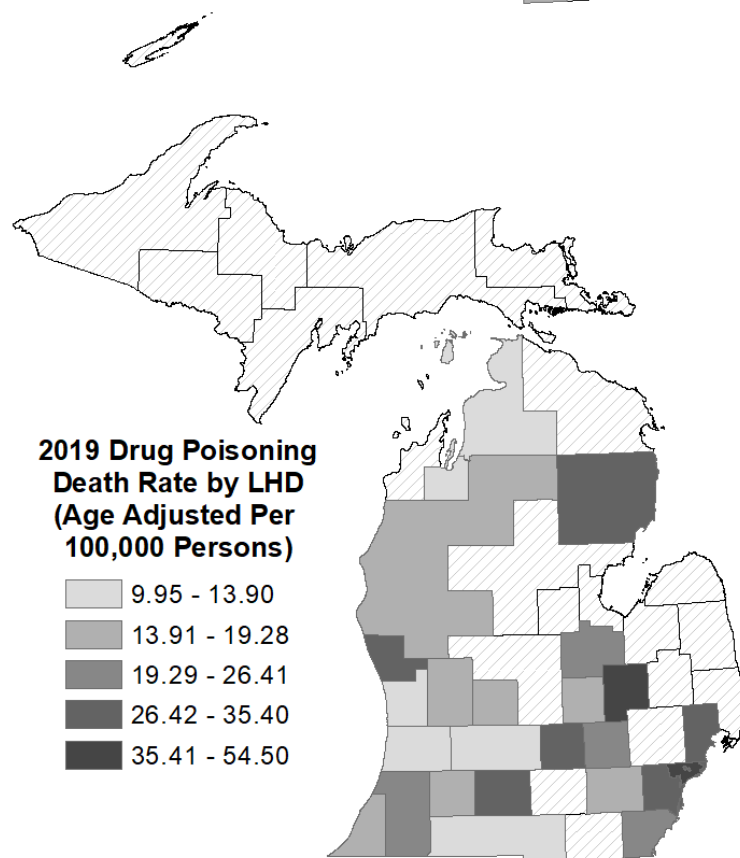 2019 Drug Poisoning
Death Rate by LHD
(Age Adjusted Per
100,000 Persons)
9.95 - 13.90
13.91 - 19.28
19.29 - 26.41
26.42 - 35.40
35.41 - 54.50